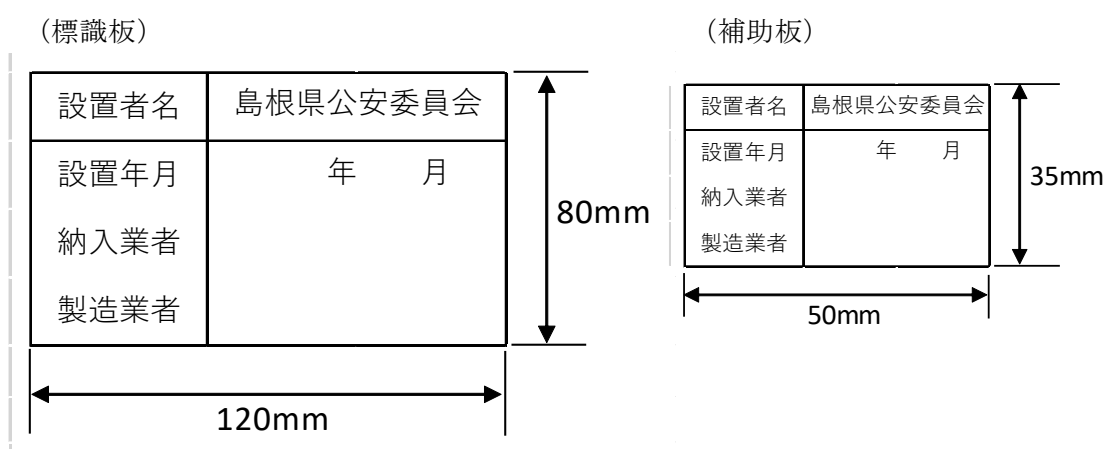 （標識板）
設置者名 島根県公安委員会
設置年月 年 月
納入業者
製造業者
80mm
120mm
（補助板）
設置者名 島根県公安委員会
設置年月 年 月
納入業者
製造業者
35mm
50mm